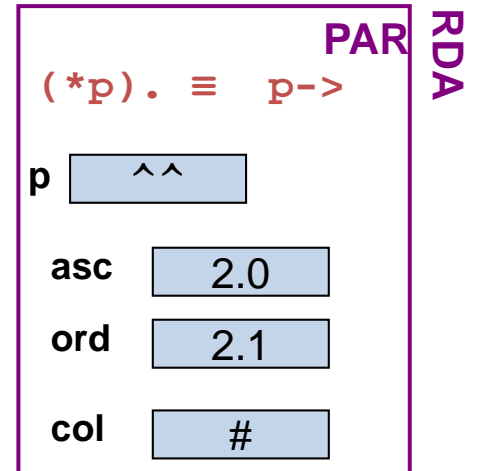 PAR
RDA
(*p). ≡ p->
p ^^
asc 2.0
ord 2.1
col #